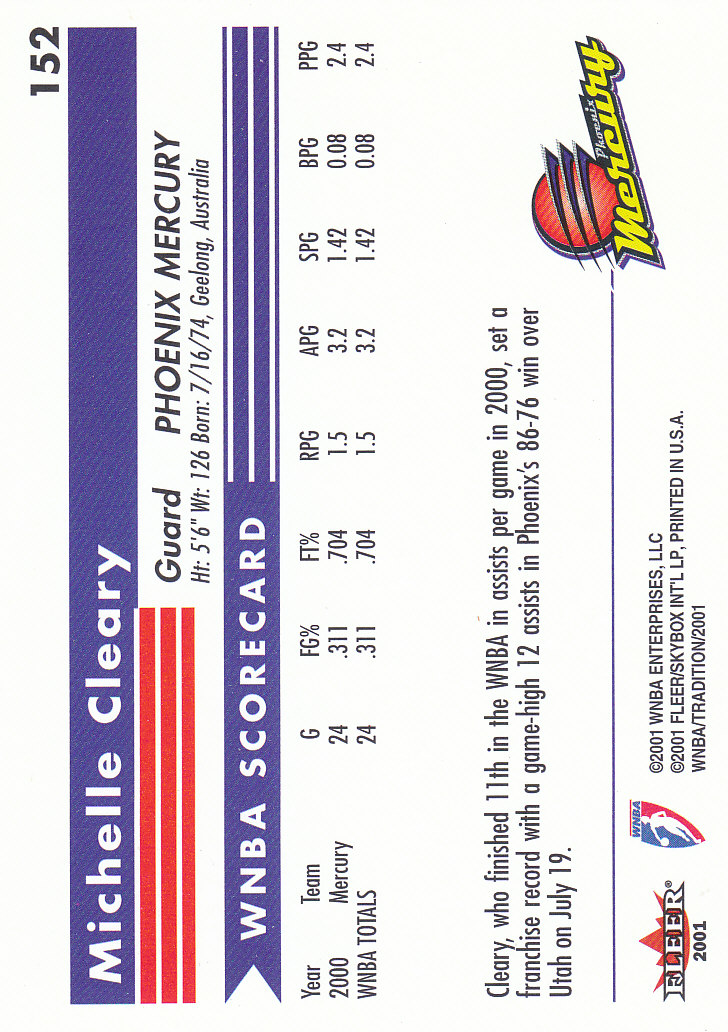 152
Michelle Cleary
Guard PHOENIX MERCURY
Ht: 5'6" Wt: 126 Born: 7/16/74, Geelong, Australia
WNBA SCORECARD
Year Team G FG% FT% RPG APG SPG BPG PPG
2000 Mercury 24 .311 .704 1.5 3.2 1.42 0.08 2.4
WNBA TOTALS 24 .311 .704 1.5 3.2 1.42 0.08 2.4
Cleary, who finished 11th in the WNBA in assists per game in 2000, set a
franchise record with a game-high 12 assists in Phoenix's 86-76 win over
Utah on July 19.
Phoenix
Mercury
FLEER®
2001
WNBA
©2001 WNBA ENTERPRISES, LLC
©2001 FLEER/SKYBOX INT'L LP, PRINTED IN U.S.A.
WNBA/TRADITION/2001